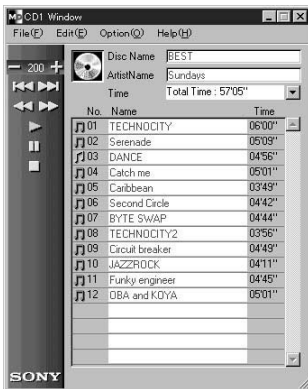 MD CD1 Window
File(F) Edit(E) Option(O) Help(H)
Disc Name BEST
ArtistName Sundays
Time Total Time : 57'05"
200
No. Name Time
01 TECHNOCITY 06'00"
02 Serenade 05'09"
03 DANCE 04'56"
04 Catch me 05'01"
05 Caribbean 03'49"
06 Second Circle 04'42"
07 BYTE SWAP 04'44"
08 TECHNOCITY2 03'56"
09 Circuit breaker 04'49"
10 JAZZROCK 04'11"
11 Funky engineer 04'45"
12 OBA and KOYA 05'01"
SONY